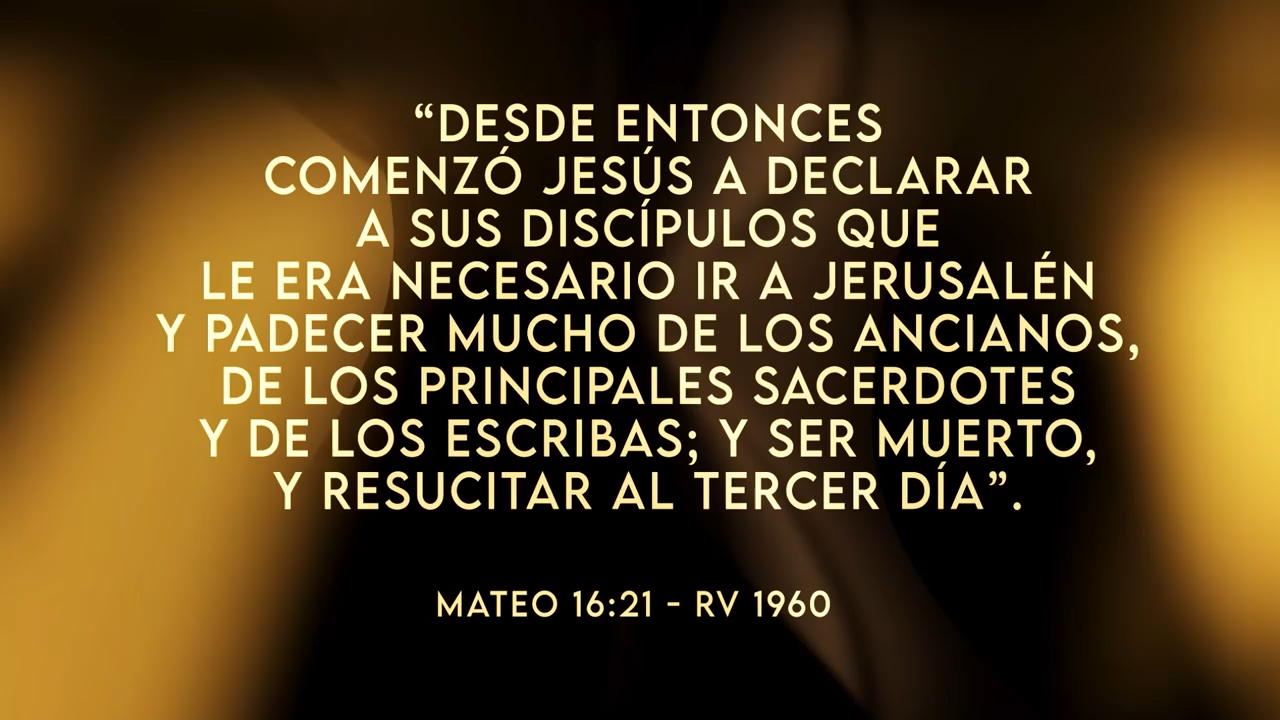 “DESDE ENTONCES
COMENZÓ JESÚS A DECLARAR
A SUS DISCÍPULOS QUE
LE ERA NECESARIO IR A JERUSALÉN
Y PADECER MUCHO DE LOS ANCIANOS,
DE LOS PRINCIPALES SACERDOTES
Y DE LOS ESCRIBAS; Y SER MUERTO,
Y RESUCITAR AL TERCER DÍA”.
MATEO 16:21 - RV 1960